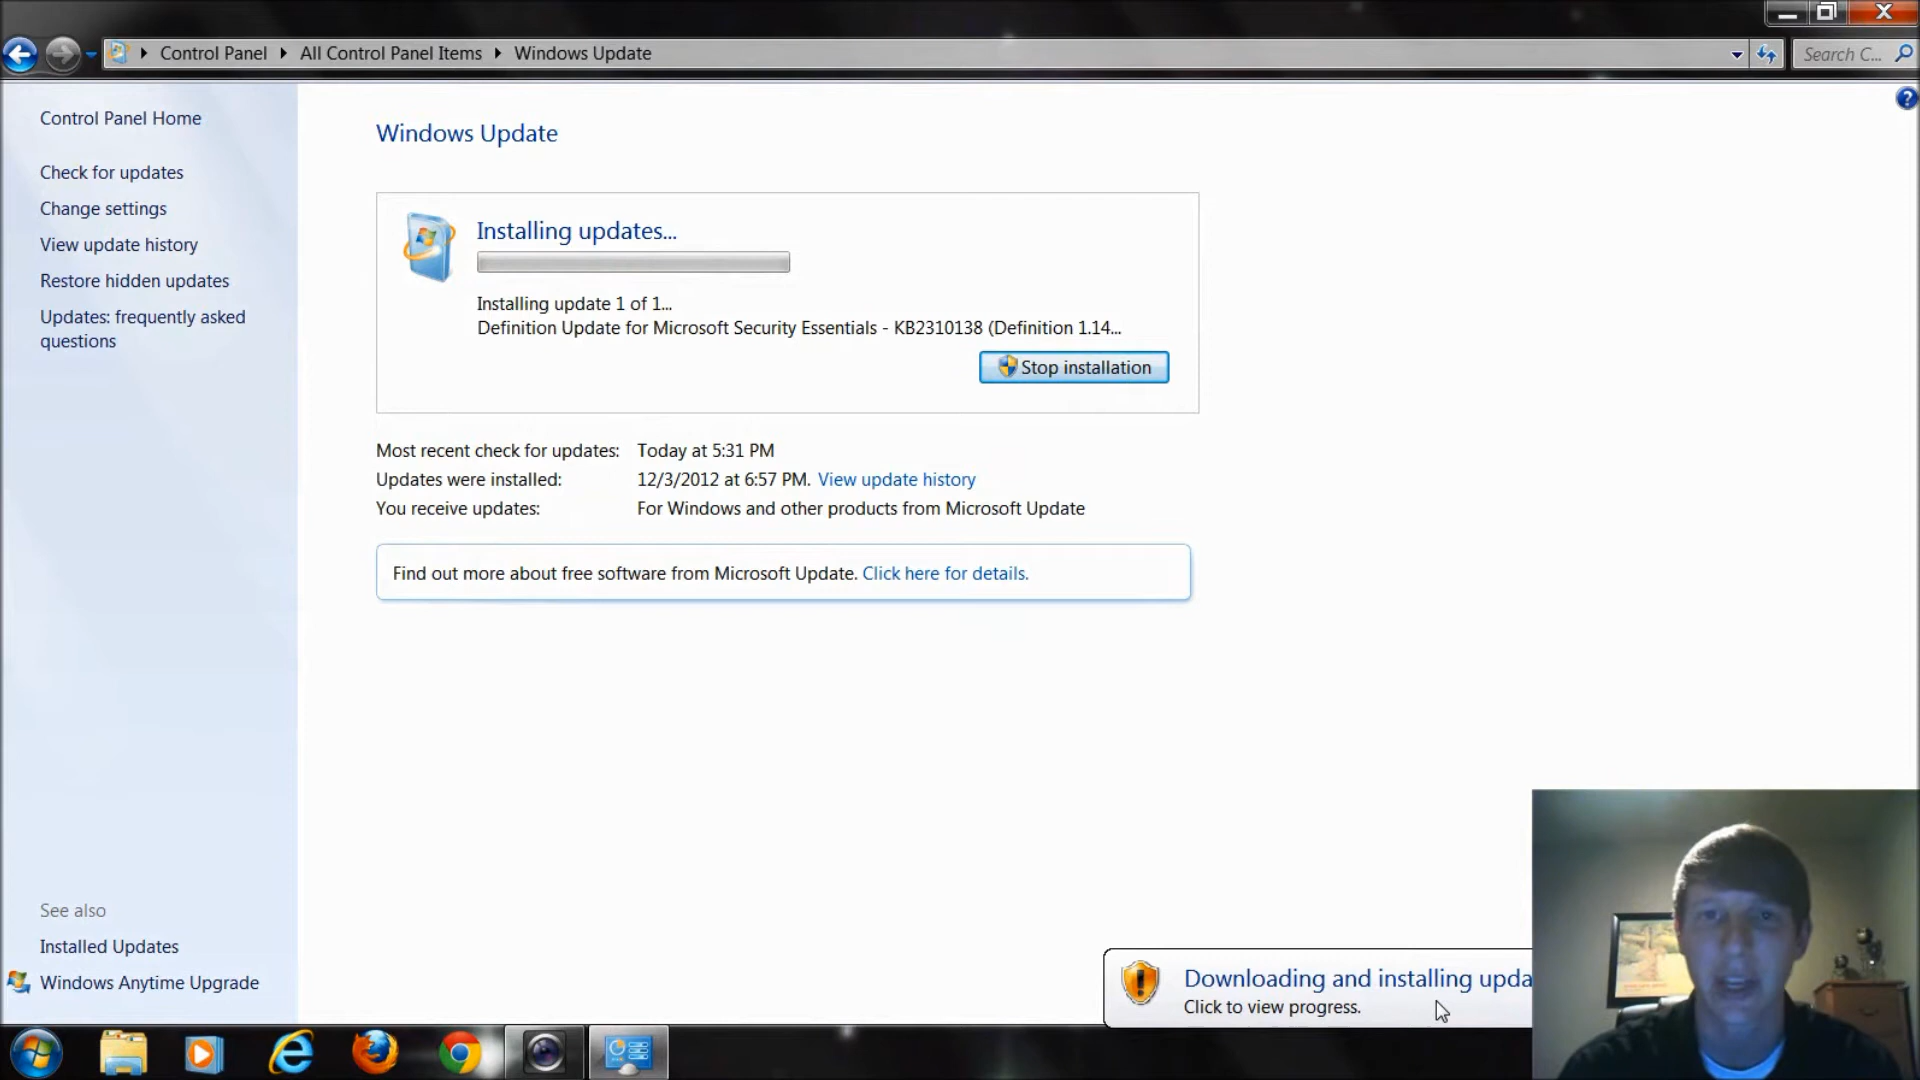 Control Panel
All Control Panel Items
Windows Update
Search C...
Control Panel Home
Check for updates
Change settings
View update history
Restore hidden updates
Updates: frequently asked
questions
Windows Update
Installing updates...
Installing update 1 of 1...
Definition Update for Microsoft Security Essentials - KB2310138 (Definition 1.14...
Stop installation
Most recent check for updates: Today at 5:31 PM
Updates were installed: 12/3/2012 at 6:57 PM. View update history
You receive updates: For Windows and other products from Microsoft Update
Find out more about free software from Microsoft Update. Click here for details.
See also
Installed Updates
Windows Anytime Upgrade
Downloading and installing upda
Click to view progress.